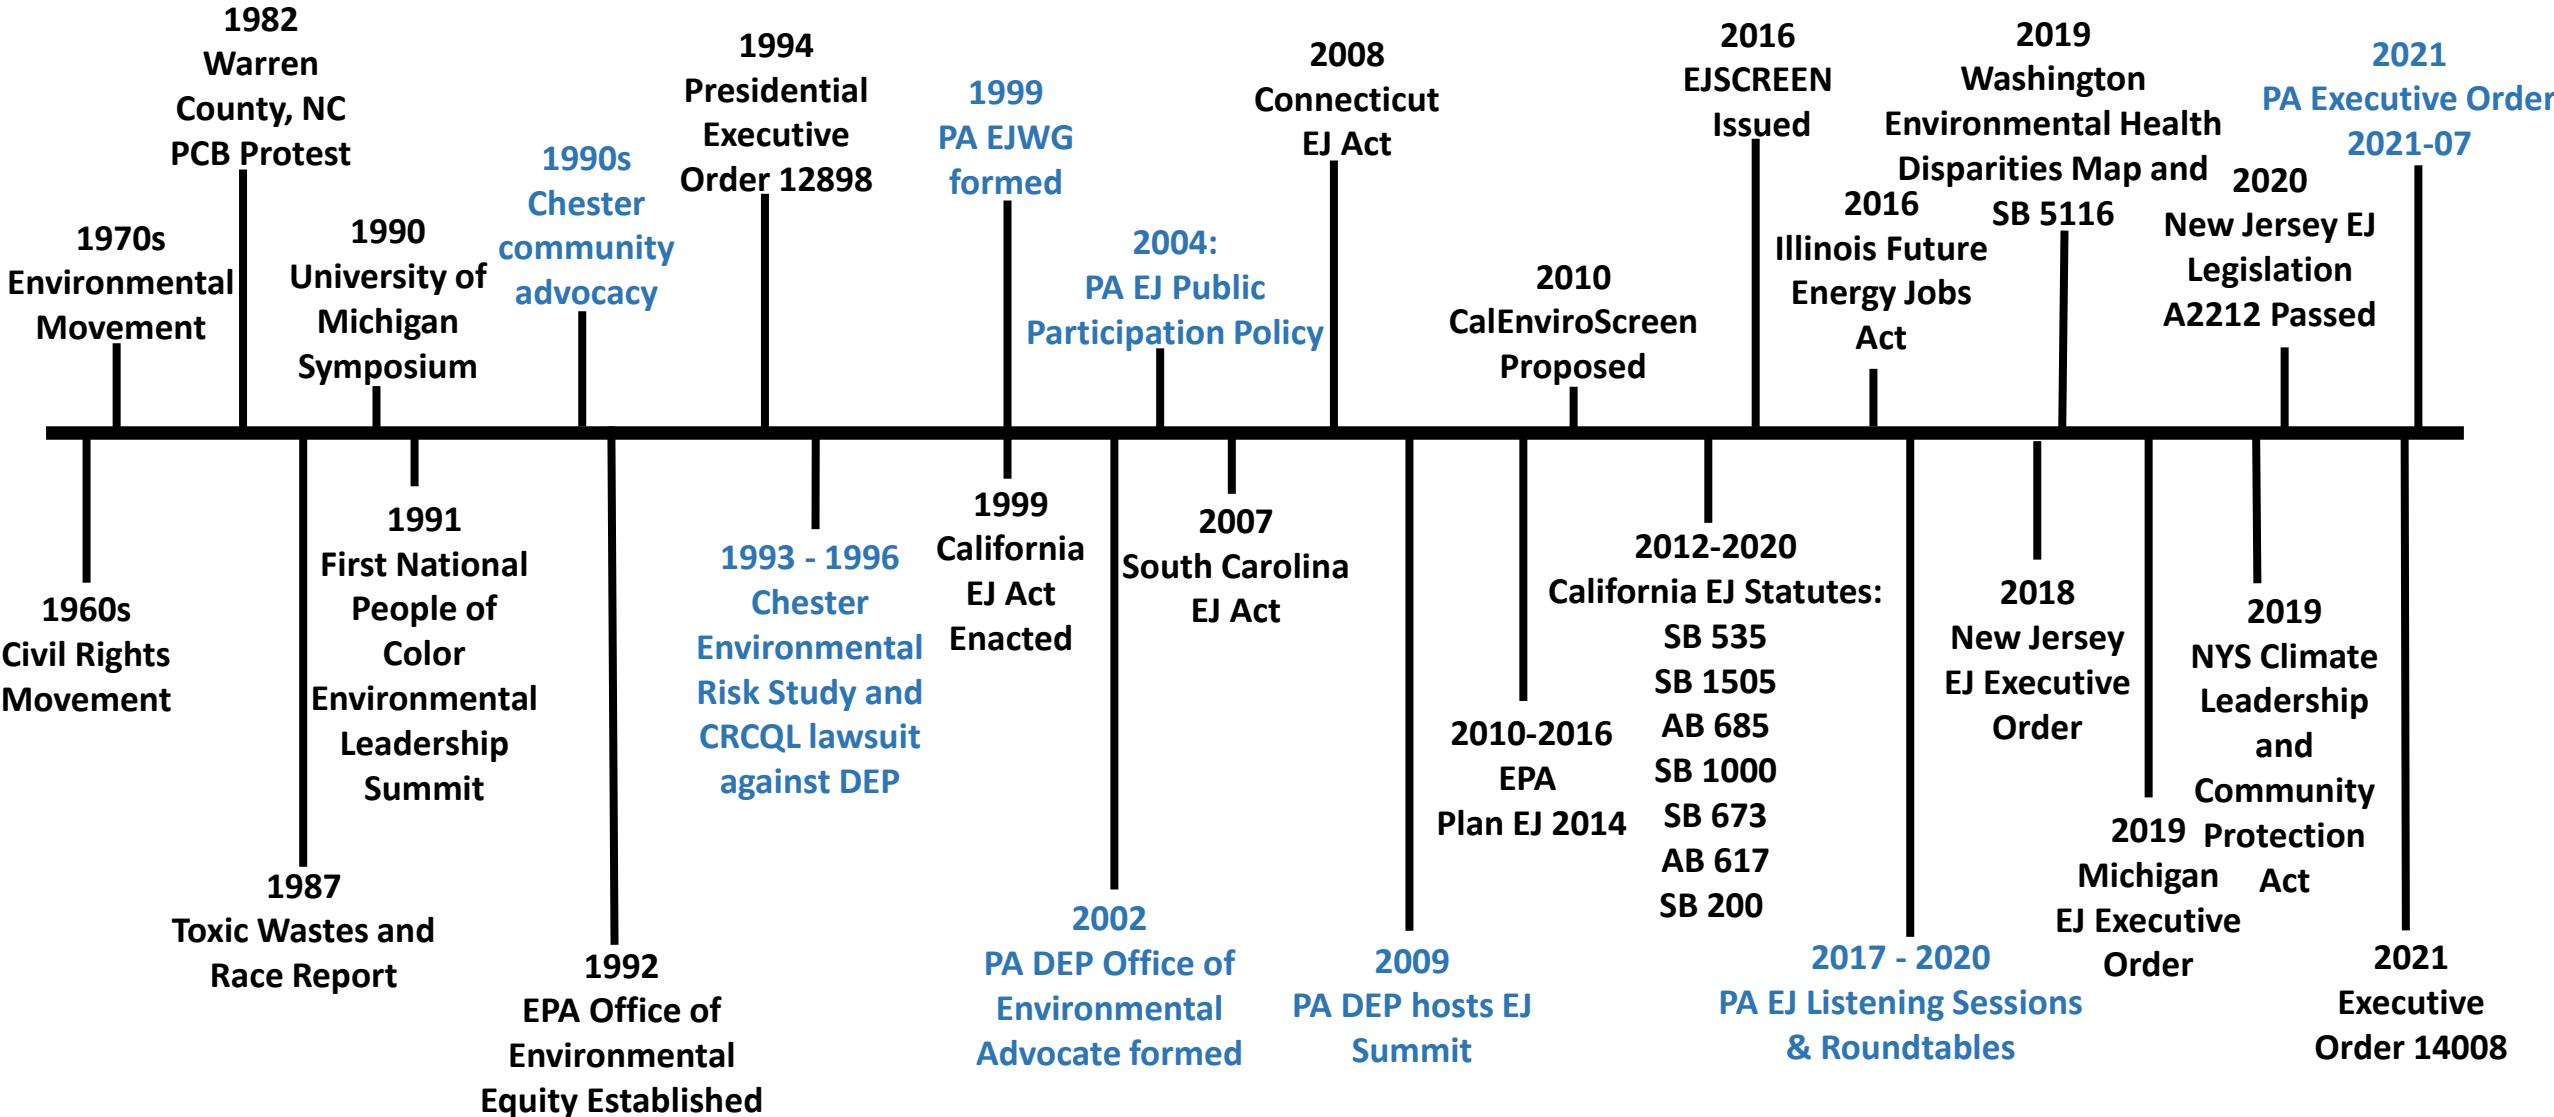 1982
Warren
County, NC
PCB Protest
1994
Presidential
Executive
Order 12898
2008
Connecticut
EJ Act
2016
EJSCREEN
Issued
2019
Washington
Environmental Health
Disparities Map and
SB 5116
2021
PA Executive Order
2021-07
1970s
Environmental
Movement
1990
University of
Michigan
Symposium
1990s
Chester
community
advocacy
1999
PA EJWG
formed
2004:
PA EJ Public
Participation Policy
2010
CalEnviroScreen
Proposed
2016
Illinois Future
Energy Jobs
Act
2020
New Jersey EJ
Legislation
A2212 Passed
1960s
Civil Rights
Movement
1987
Toxic Wastes and
Race Report
1991
First National
People of
Color
Environmental
Leadership
Summit
1992
EPA Office of
Environmental
Equity Established
1993 - 1996
Chester
Environmental
Risk Study and
CRCQL lawsuit
against DEP
1999
California
EJ Act
Enacted
2002
PA DEP Office of
Environmental
Advocate formed
2007
South Carolina
EJ Act
2009
PA DEP hosts EJ
Summit
2010-2016
EPA
Plan EJ 2014
2012-2020
California EJ Statutes:
SB 535
SB 1505
AB 685
SB 1000
SB 673
AB 617
SB 200
2017 - 2020
PA EJ Listening Sessions
& Roundtables
2018
New Jersey
EJ Executive
Order
2019
Michigan
EJ Executive
Order
2019
NYS Climate
Leadership
and
Community
Protection
Act
2021
Executive
Order 14008